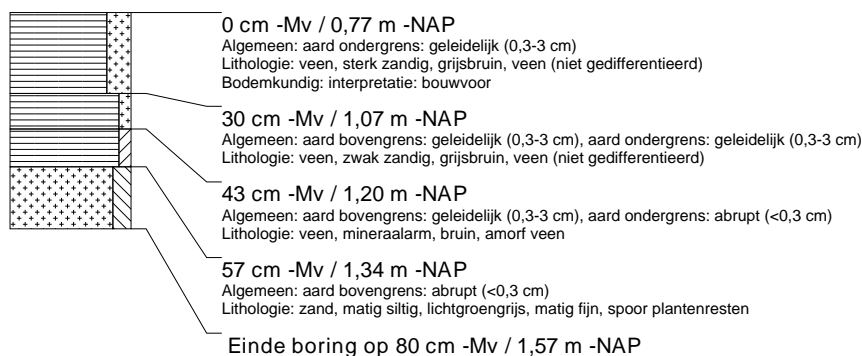 0 cm -Mv / 0,77 m -NAP
Algemeen: aard ondergrens: geleidelijk (0,3-3 cm)
Lithologie: veen, sterk zandig, grijsbruin, veen (niet gedifferentieerd)
Bodemkundig: interpretatie: bouwvoor
30 cm -Mv / 1,07 m -NAP
Algemeen: aard bovengrens: geleidelijk (0,3-3 cm), aard ondergrens: geleidelijk (0,3-3 cm)
Lithologie: veen, zwak zandig, grijsbruin, veen (niet gedifferentieerd)
43 cm -Mv / 1,20 m -NAP
Algemeen: aard bovengrens: geleidelijk (0,3-3 cm), aard ondergrens: abrupt (<0,3 cm)
Lithologie: veen, mineraalarm, bruin, amorf veen
57 cm -Mv / 1,34 m -NAP
Algemeen: aard bovengrens: abrupt (<0,3 cm)
Lithologie: zand, matig siltig, lichtgroengrijs, matig fijn, spoor plantenresten
Einde boring op 80 cm -Mv / 1,57 m -NAP